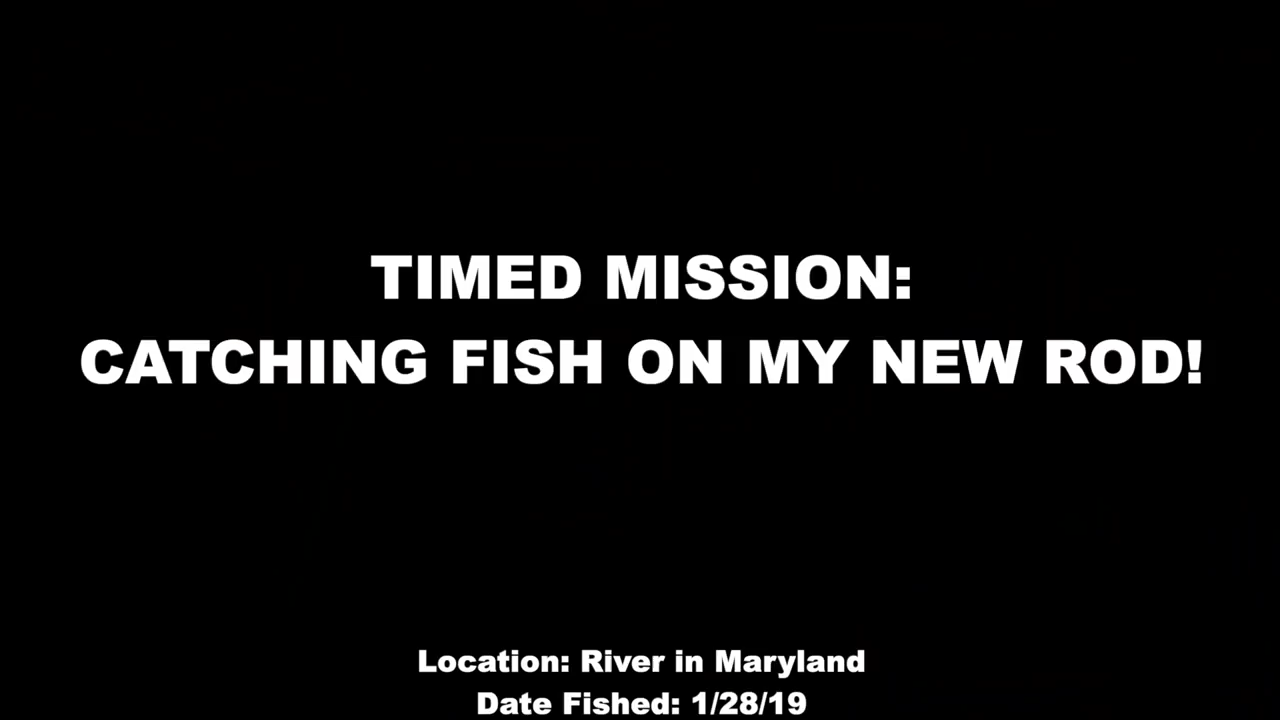 TIMED MISSION:
CATCHING FISH ON MY NEW ROD!
Location: River in Maryland
Date Fished: 1/28/19